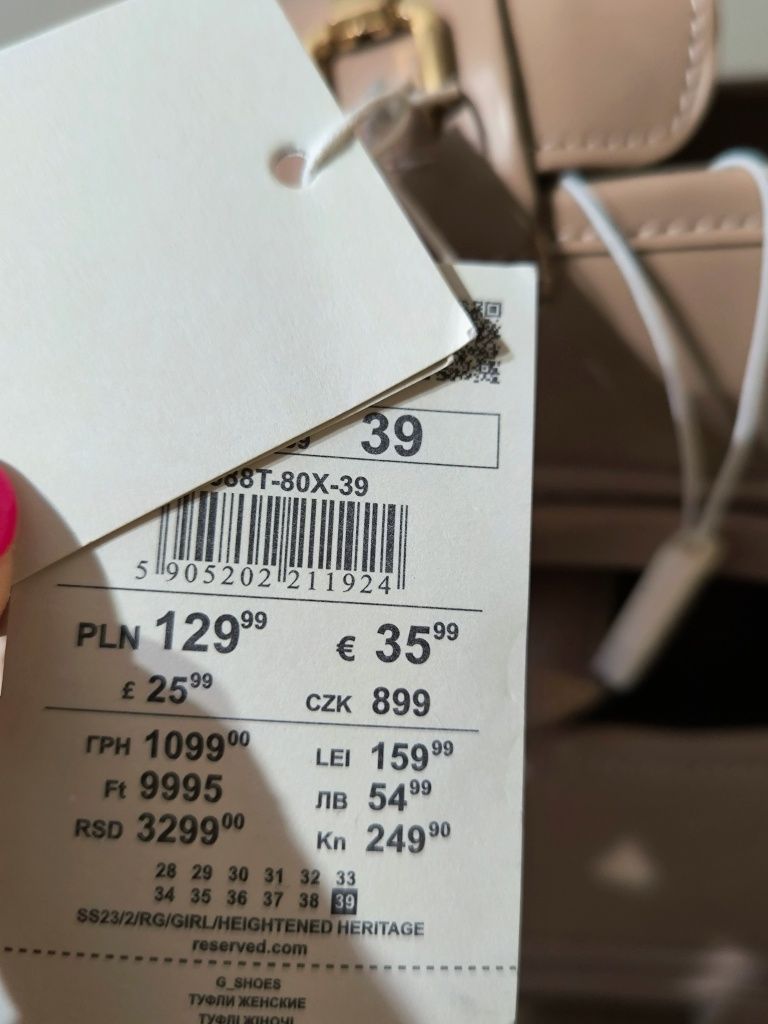 39
88T-80X-39
5 905202 211924
PLN 129⁹⁹ € 35⁹⁹
£ 25⁹⁹ CZK 899
ГРН 1099⁰⁰ LEI 159⁹⁹
Ft 9995 ЛВ 54⁹⁹
RSD 3299⁰⁰ Kn 249⁹⁰
28 29 30 31 32 33
34 35 36 37 38 39
SS23/2/RG/GIRL/HEIGHTENED HERITAGE
reserved.com
G_SHOES
ТУФЛИ ЖЕНСКИЕ
ТУФЛІ ЖІНОЧІ